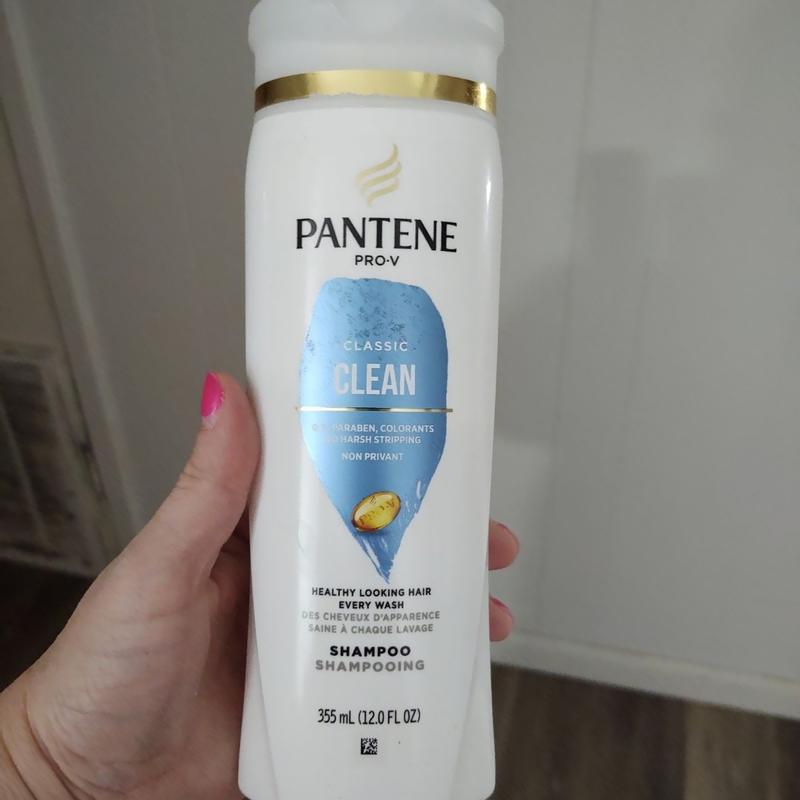 PANTENE
PRO-V
CLASSIC
CLEAN
PARABEN, COLORANTS
HARSH STRIPPING
NON PRIVANT
HEALTHY LOOKING HAIR
EVERY WASH
DES CHEVEUX D'APPARENCE
SAINE À CHAQUE LAVAGE
SHAMPOO
SHAMPOOING
355 mL (12.0 FL OZ)